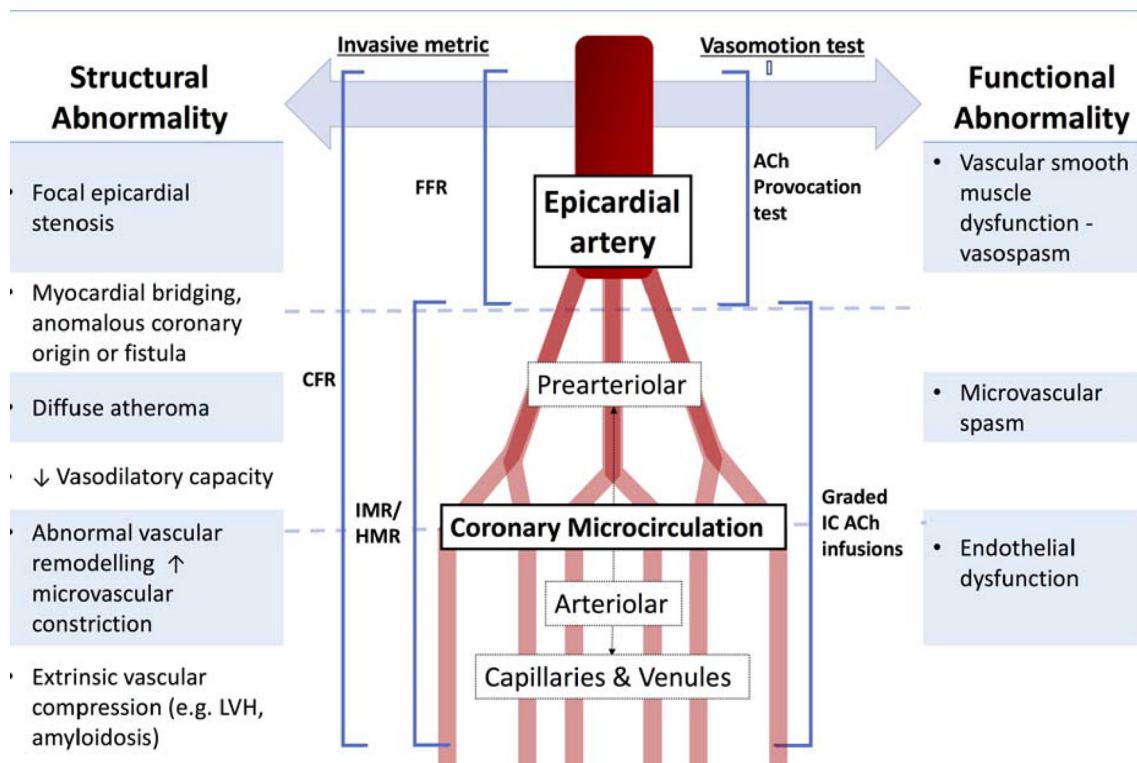 Structural
Abnormality
• Focal epicardial
stenosis
• Myocardial bridging,
anomalous coronary
origin or fistula
• Diffuse atheroma
↓ Vasodilatory capacity
• Abnormal vascular
remodelling ↑
microvascular
constriction
• Extrinsic vascular
compression (e.g. LVH,
amyloidosis)
Invasive metric
CFR
FFR
IMR/
HMR
Epicardial
artery
Prearteriolar
Coronary Microcirculation
Arteriolar
Capillaries & Venules
Vasomotion test
ACh
Provocation
test
Graded
IC ACh
infusions
Functional
Abnormality
• Vascular smooth
muscle
dysfunction -
vasospasm
• Microvascular
spasm
• Endothelial
dysfunction